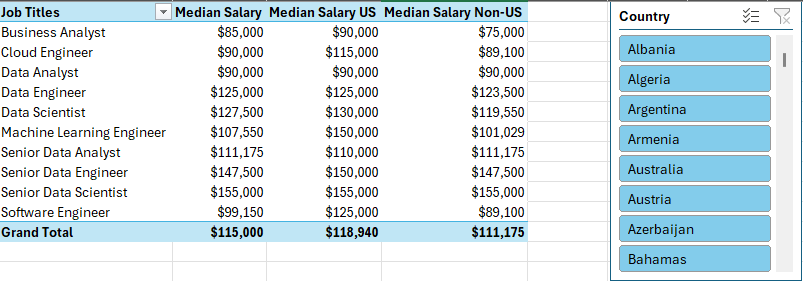 Job Titles Median Salary Median Salary US Median Salary Non-US
Business Analyst $85,000 $90,000 $75,000
Cloud Engineer $90,000 $115,000 $89,100
Data Analyst $90,000 $90,000 $90,000
Data Engineer $125,000 $125,000 $123,500
Data Scientist $127,500 $130,000 $119,550
Machine Learning Engineer $107,550 $150,000 $101,029
Senior Data Analyst $111,175 $110,000 $111,175
Senior Data Engineer $147,500 $150,000 $147,500
Senior Data Scientist $155,000 $155,000 $155,000
Software Engineer $99,150 $125,000 $89,100
Grand Total $115,000 $118,940 $111,175
Country
Albania
Algeria
Argentina
Armenia
Australia
Austria
Azerbaijan
Bahamas